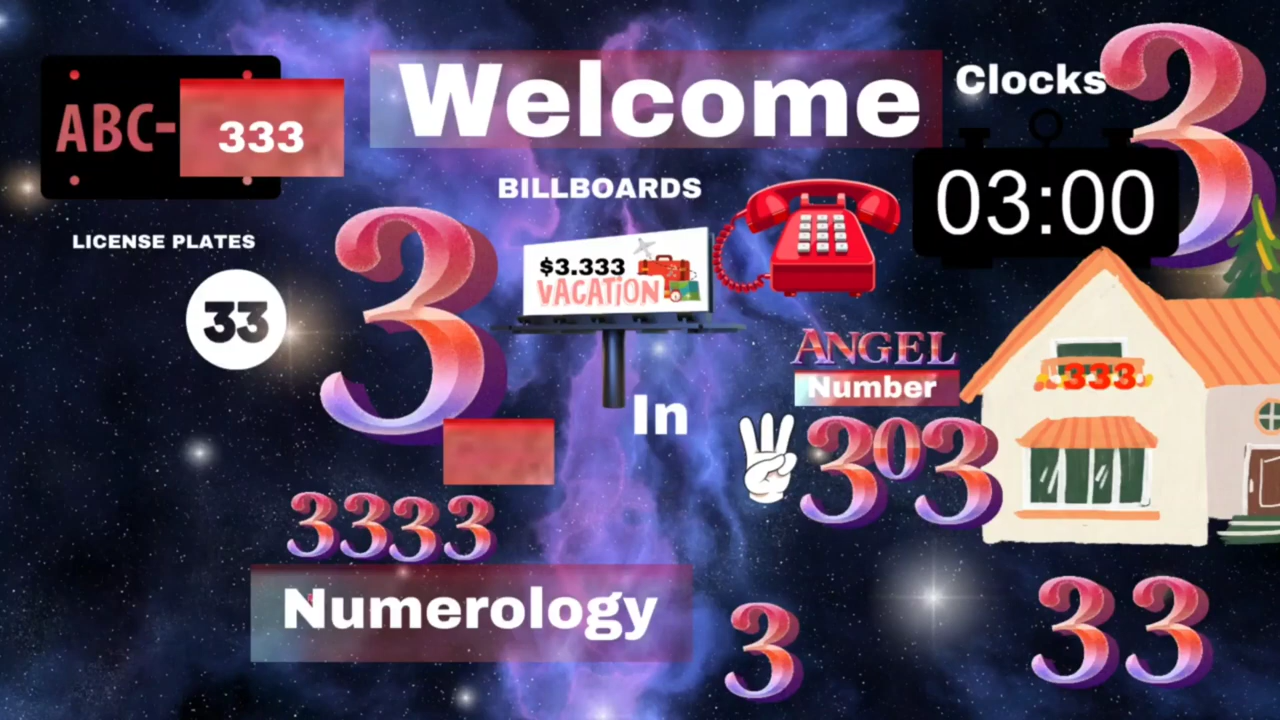 Welcome
Clocks
3
ABC-
333
03:00
BILLBOARDS
LICENSE PLATES
3
$3.333
VACATION
33
ANGEL
Number
333
In
303
3333
Numerology
3
33